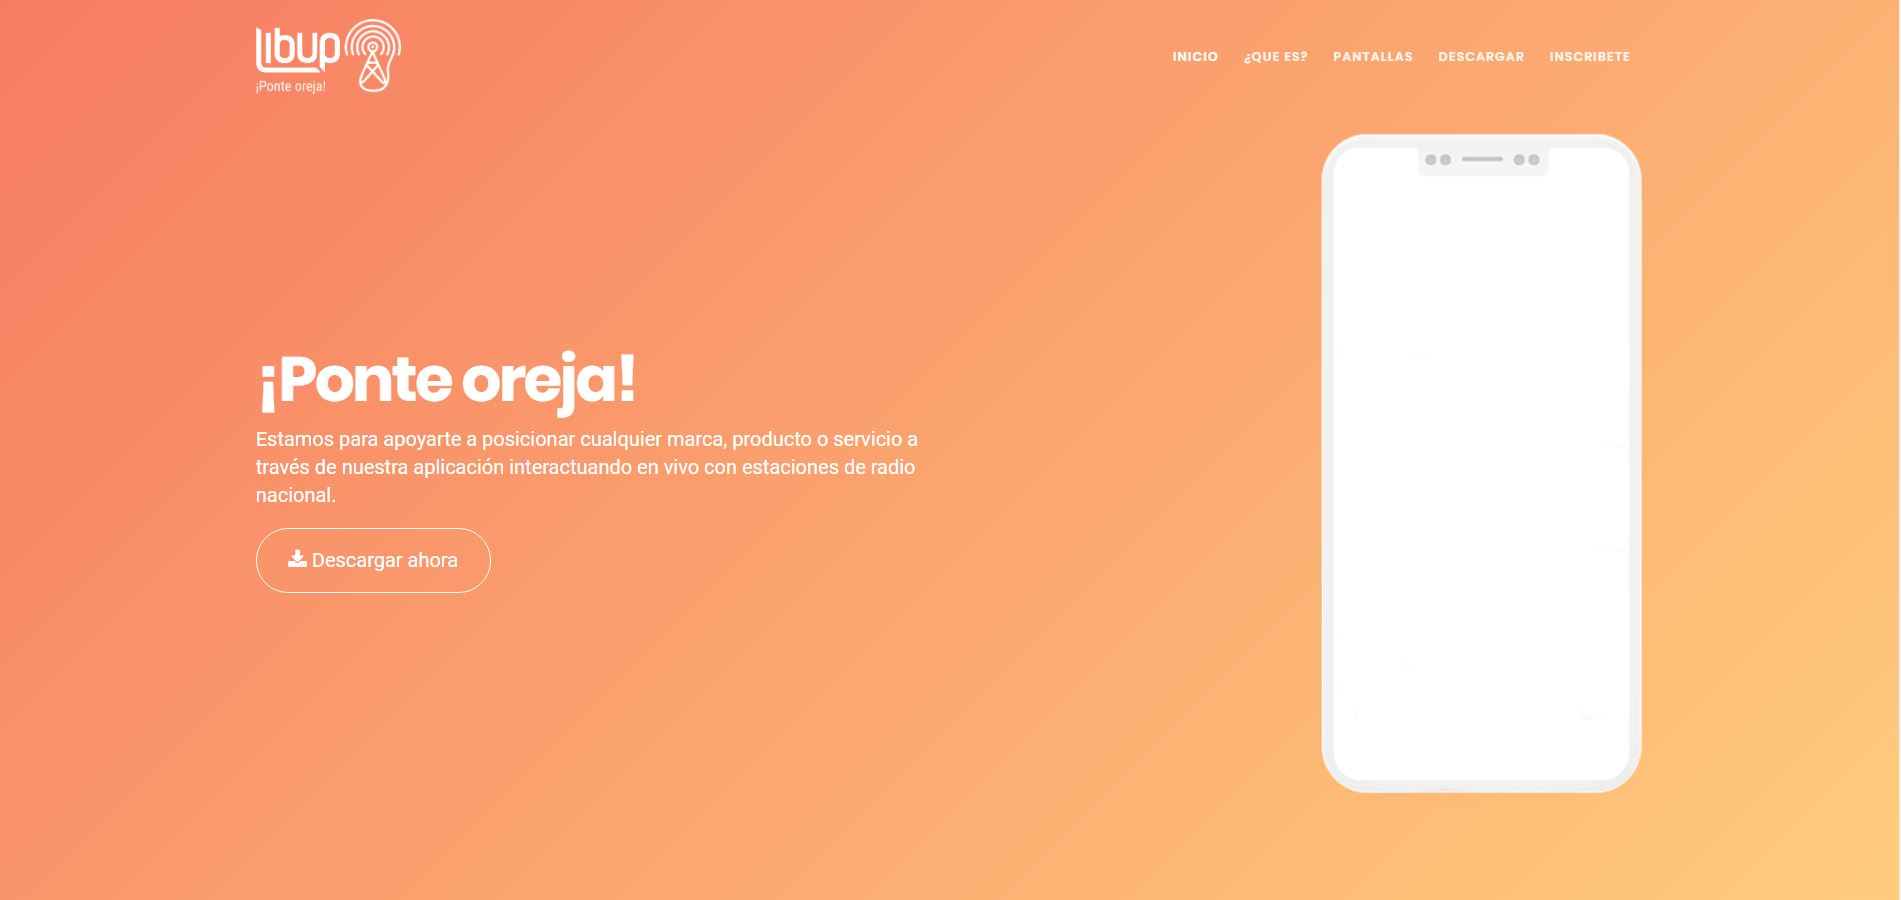 libup
¡Ponte oreja!
INICIO ¿QUE ES? PANTALLAS DESCARGAR INSCRIBETE
¡Ponte oreja!
Estamos para apoyarte a posicionar cualquier marca, producto o servicio a
través de nuestra aplicación interactuando en vivo con estaciones de radio
nacional.
Descargar ahora